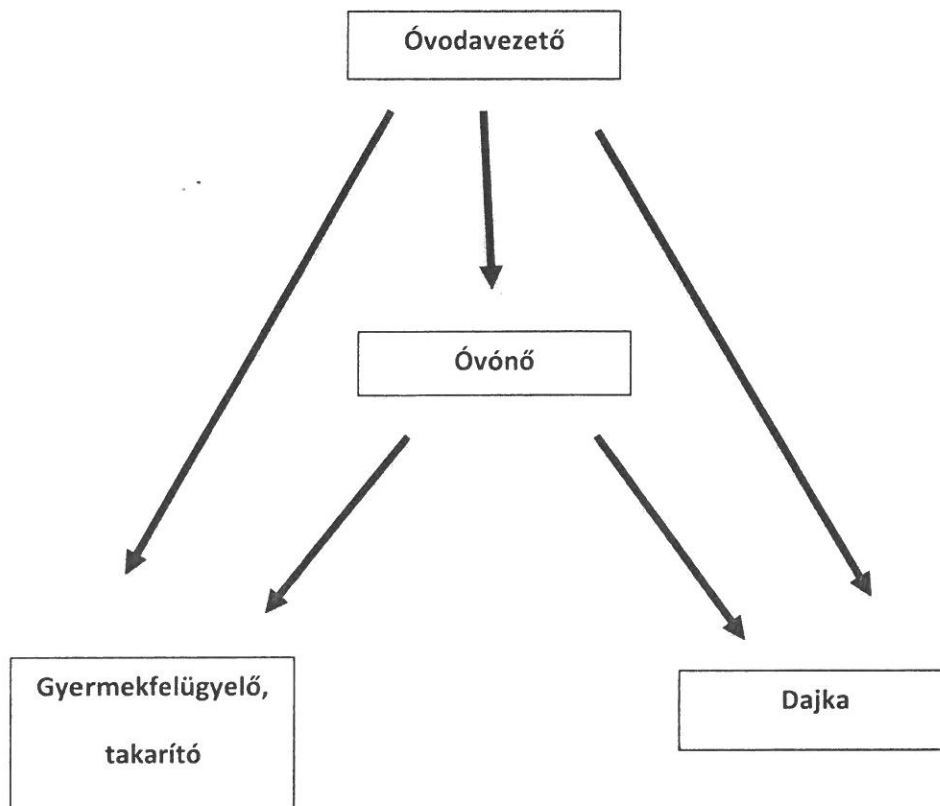 Óvodavezető
Óvónő
Gyermekfelügyelő,
takarító
Dajka